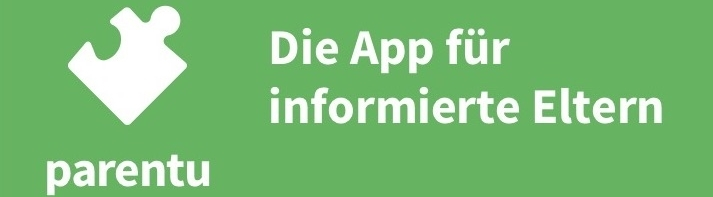 Die App für
informierte Eltern
parentu